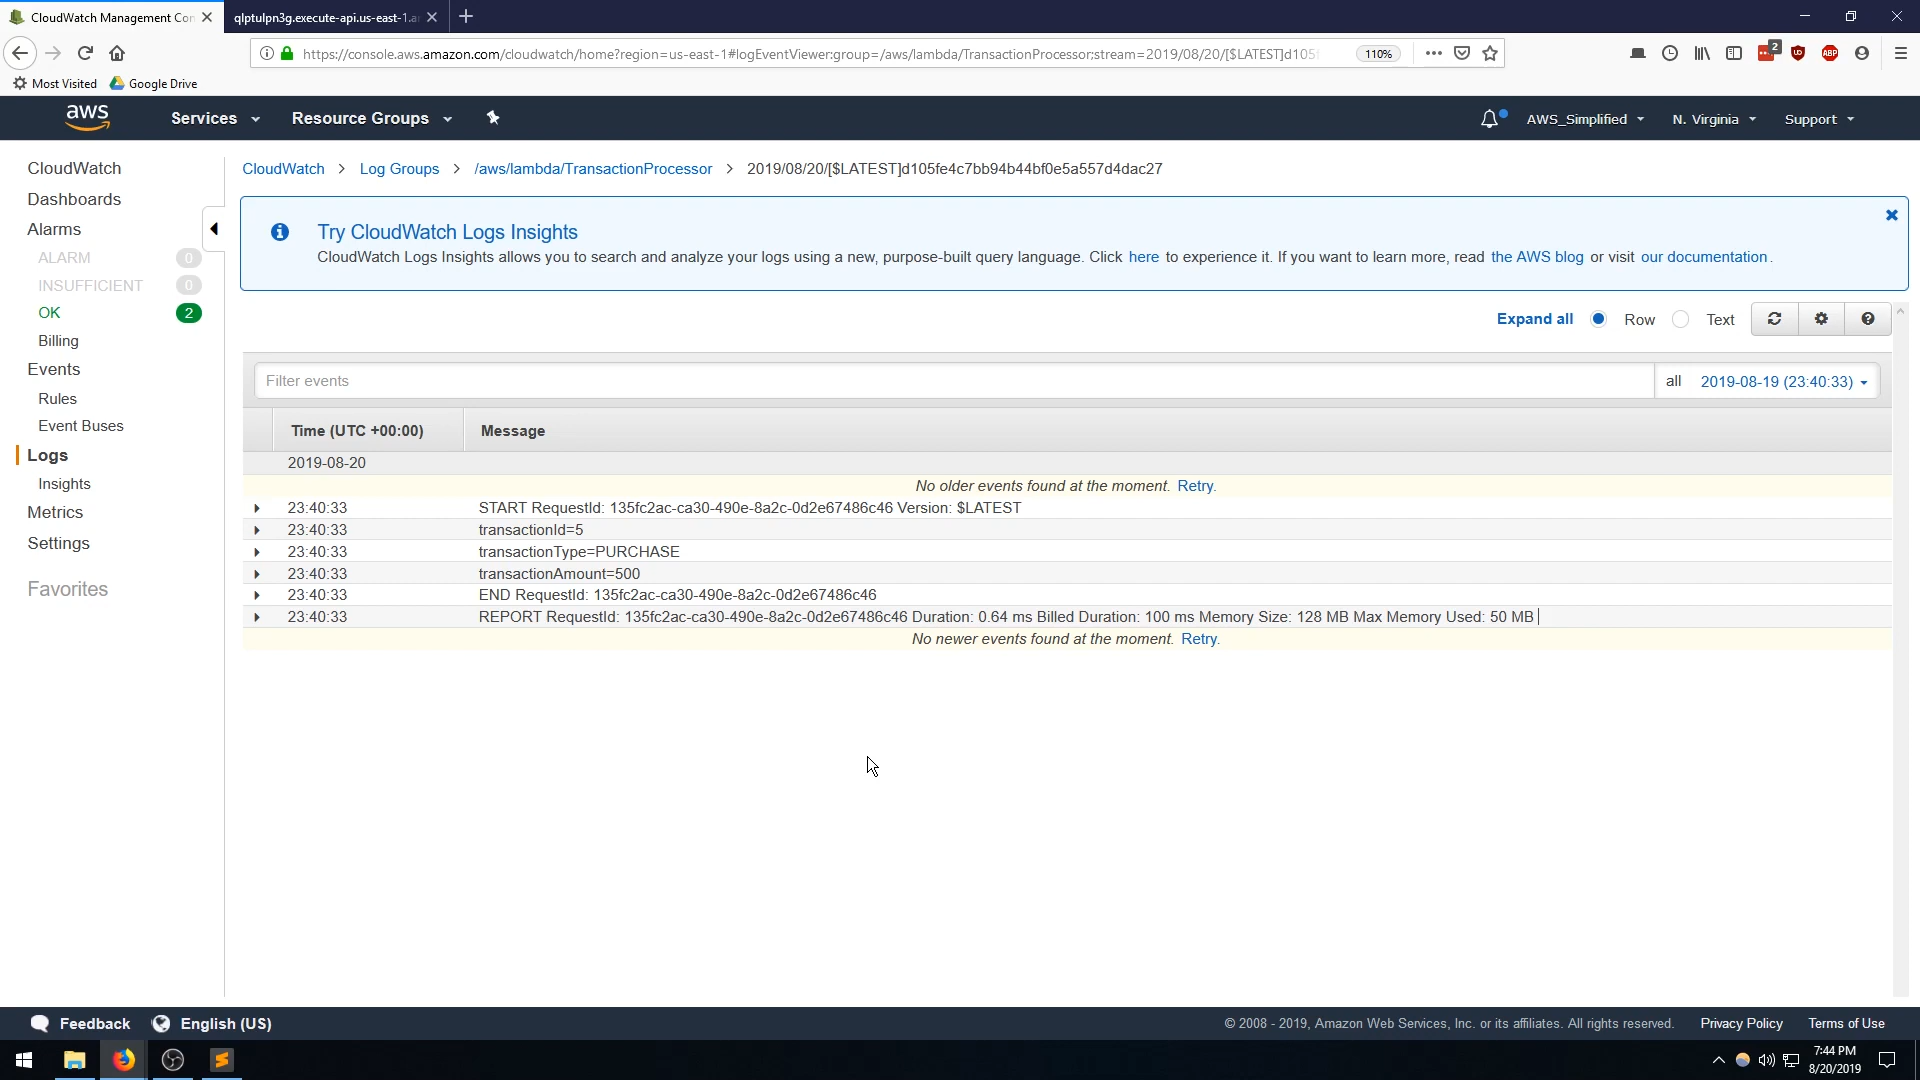 CloudWatch Management Con
qlptulpn3g.execute-api.us-east-1.a
https://console.aws.amazon.com/cloudwatch/home?region=us-east-1#logEventViewer:group=/aws/lambda/TransactionProcessor;stream=2019/08/20/[$LATEST]d105f
110%
2
ABP
Most Visited
Google Drive
aws
Services
Resource Groups
AWS_Simplified
N. Virginia
Support
CloudWatch
Dashboards
Alarms
ALARM 0
INSUFFICIENT 0
OK 2
Billing
Events
Rules
Event Buses
Logs
Insights
Metrics
Settings
Favorites
CloudWatch > Log Groups > /aws/lambda/TransactionProcessor > 2019/08/20/[$LATEST]d105fe4c7bb94b44bf0e5a557d4dac27
Try CloudWatch Logs Insights
CloudWatch Logs Insights allows you to search and analyze your logs using a new, purpose-built query language. Click here to experience it. If you want to learn more, read the AWS blog or visit our documentation.
Expand all Row Text
Filter events
all 2019-08-19 (23:40:33)
Time (UTC +00:00) Message
2019-08-20
No older events found at the moment. Retry.
23:40:33 START RequestId: 135fc2ac-ca30-490e-8a2c-0d2e67486c46 Version: $LATEST
23:40:33 transactionId=5
23:40:33 transactionType=PURCHASE
23:40:33 transactionAmount=500
23:40:33 END RequestId: 135fc2ac-ca30-490e-8a2c-0d2e67486c46
23:40:33 REPORT RequestId: 135fc2ac-ca30-490e-8a2c-0d2e67486c46 Duration: 0.64 ms Billed Duration: 100 ms Memory Size: 128 MB Max Memory Used: 50 MB
No newer events found at the moment. Retry.
Feedback
English (US)
© 2008 - 2019, Amazon Web Services, Inc. or its affiliates. All rights reserved.
Privacy Policy
Terms of Use
7:44 PM
8/20/2019